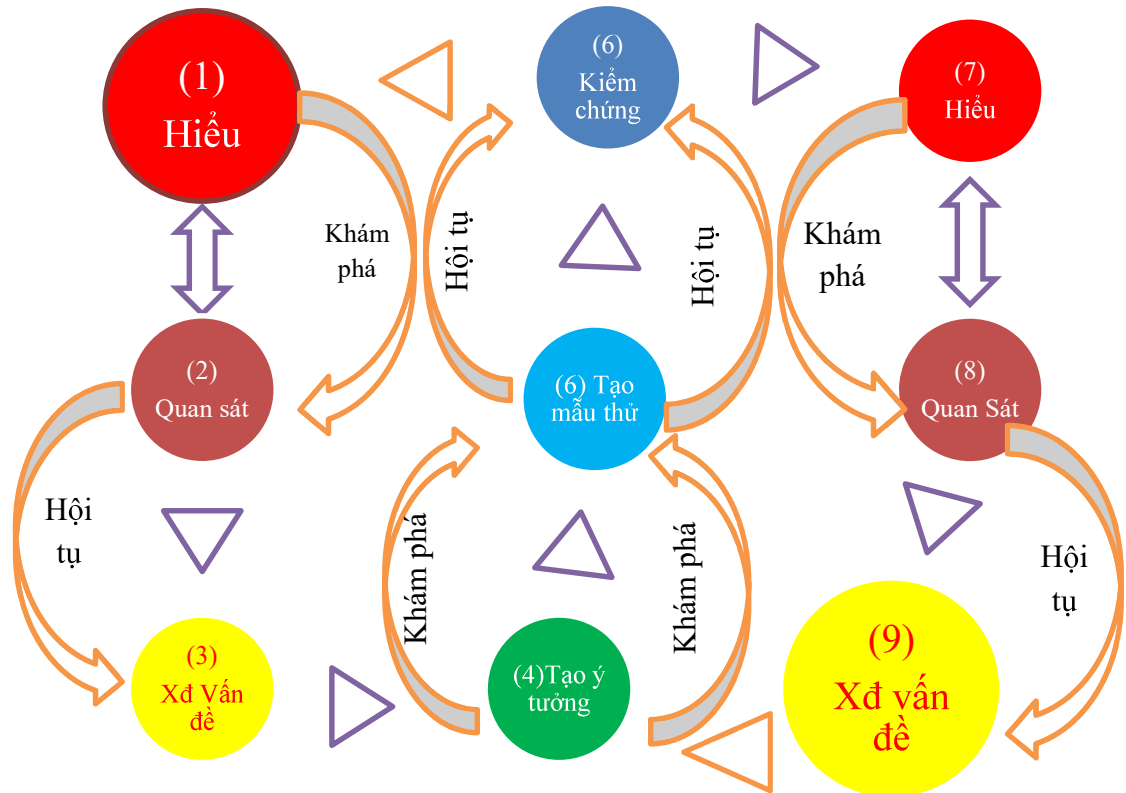 (1)
Hiểu
(6)
Kiểm
chứng
(7)
Hiểu
Khám
phá
Hội tụ
Hội tụ
Khám
phá
(2)
Quan sát
(6) Tạo
mẫu thử
(8)
Quan Sát
Hội
tụ
Khám phá
Khám phá
Hội
tụ
(3)
Xđ Vấn
đề
(4)Tạo ý
tưởng
(9)
Xđ vấn
đề